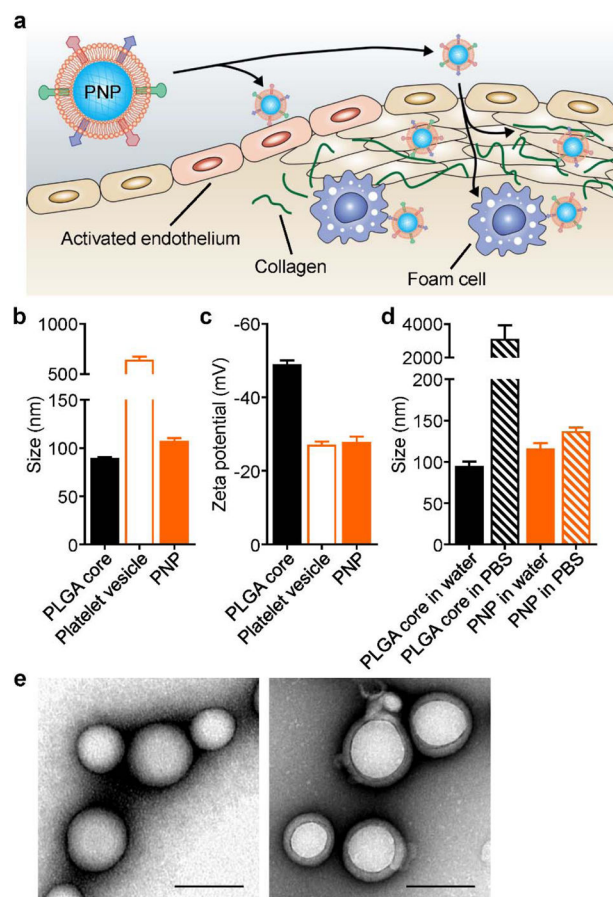 a
PNP
Activated endothelium
Collagen
Foam cell
b
1000
500
150
100
50
0
Size (nm)
PLGA core
Platelet vesicle
PNP
c
-60
-40
-20
0
Zeta potential (mV)
PLGA core
Platelet vesicle
PNP
d
4000
2000
200
150
100
50
0
Size (nm)
PLGA core in water
PLGA core in PBS
PNP in water
PNP in PBS
e